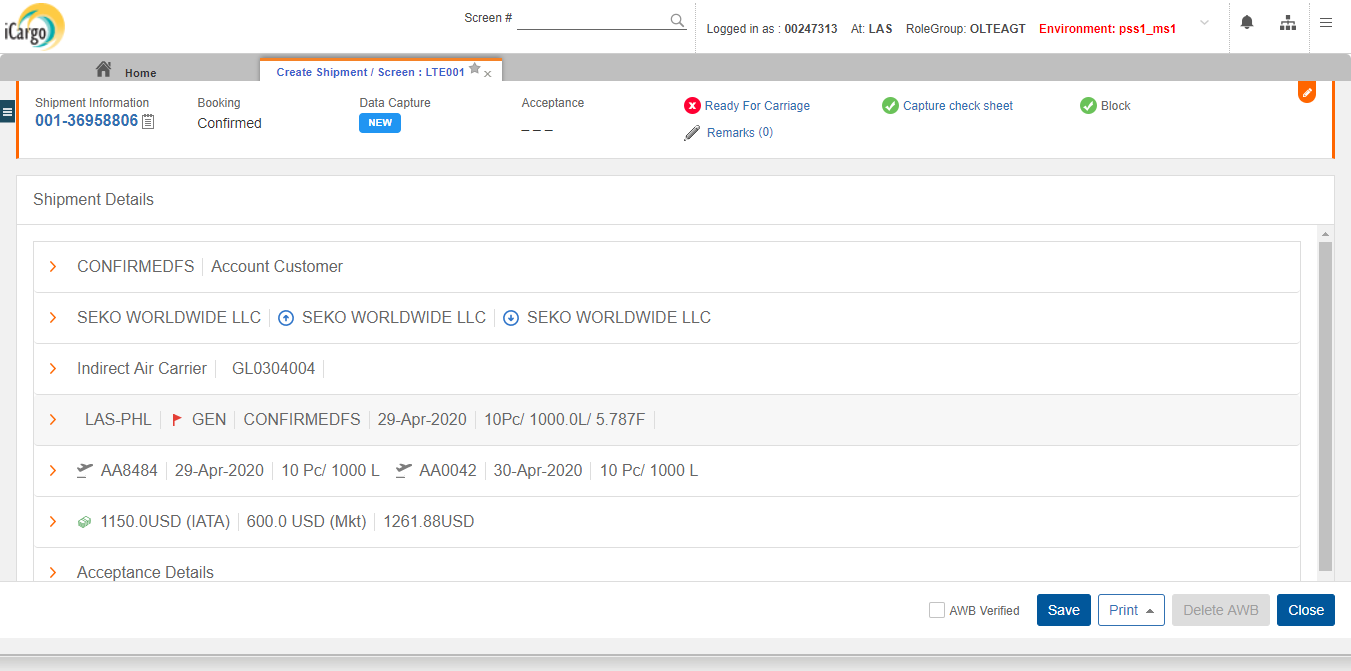 iCargo
Screen #
Logged in as : 00247313 At: LAS RoleGroup: OLTEAGT Environment: pss1_ms1
Home
Create Shipment / Screen : LTE001
Shipment Information Booking Data Capture Acceptance Ready For Carriage Capture check sheet Block
001-36958806 Confirmed NEW _ _ _ Remarks (0)
Shipment Details
CONFIRMEDFS Account Customer
SEKO WORLDWIDE LLC SEKO WORLDWIDE LLC SEKO WORLDWIDE LLC
Indirect Air Carrier GL0304004
LAS-PHL GEN CONFIRMEDFS 29-Apr-2020 10Pc/ 1000.0L/ 5.787F
AA8484 29-Apr-2020 10 Pc/ 1000 L AA0042 30-Apr-2020 10 Pc/ 1000 L
1150.0USD (IATA) 600.0 USD (Mkt) 1261.88USD
Acceptance Details
AWB Verified Save Print Delete AWB Close